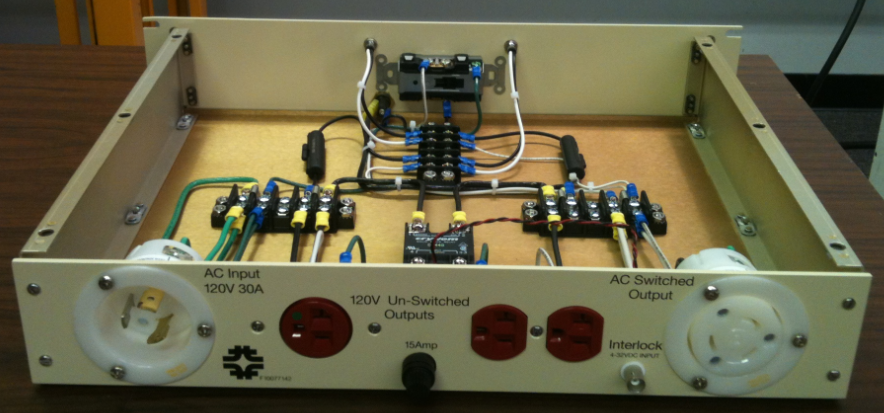 AC Input
120V 30A
120V Un-Switched
Outputs
15Amp
AC Switched
Output
Interlock
4-32VDC INPUT